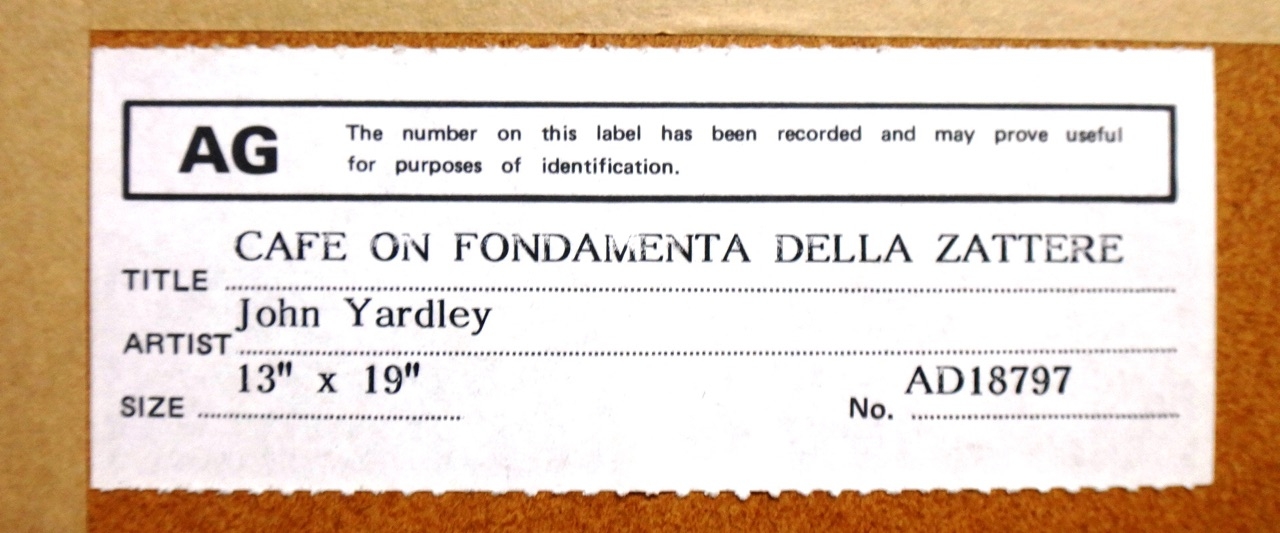 AG
The number on this label has been recorded and may prove useful
for purposes of identification.
CAFE ON FONDAMENTA DELLA ZATTERE
TITLE
John Yardley
ARTIST
13" x 19" AD18797
SIZE No.